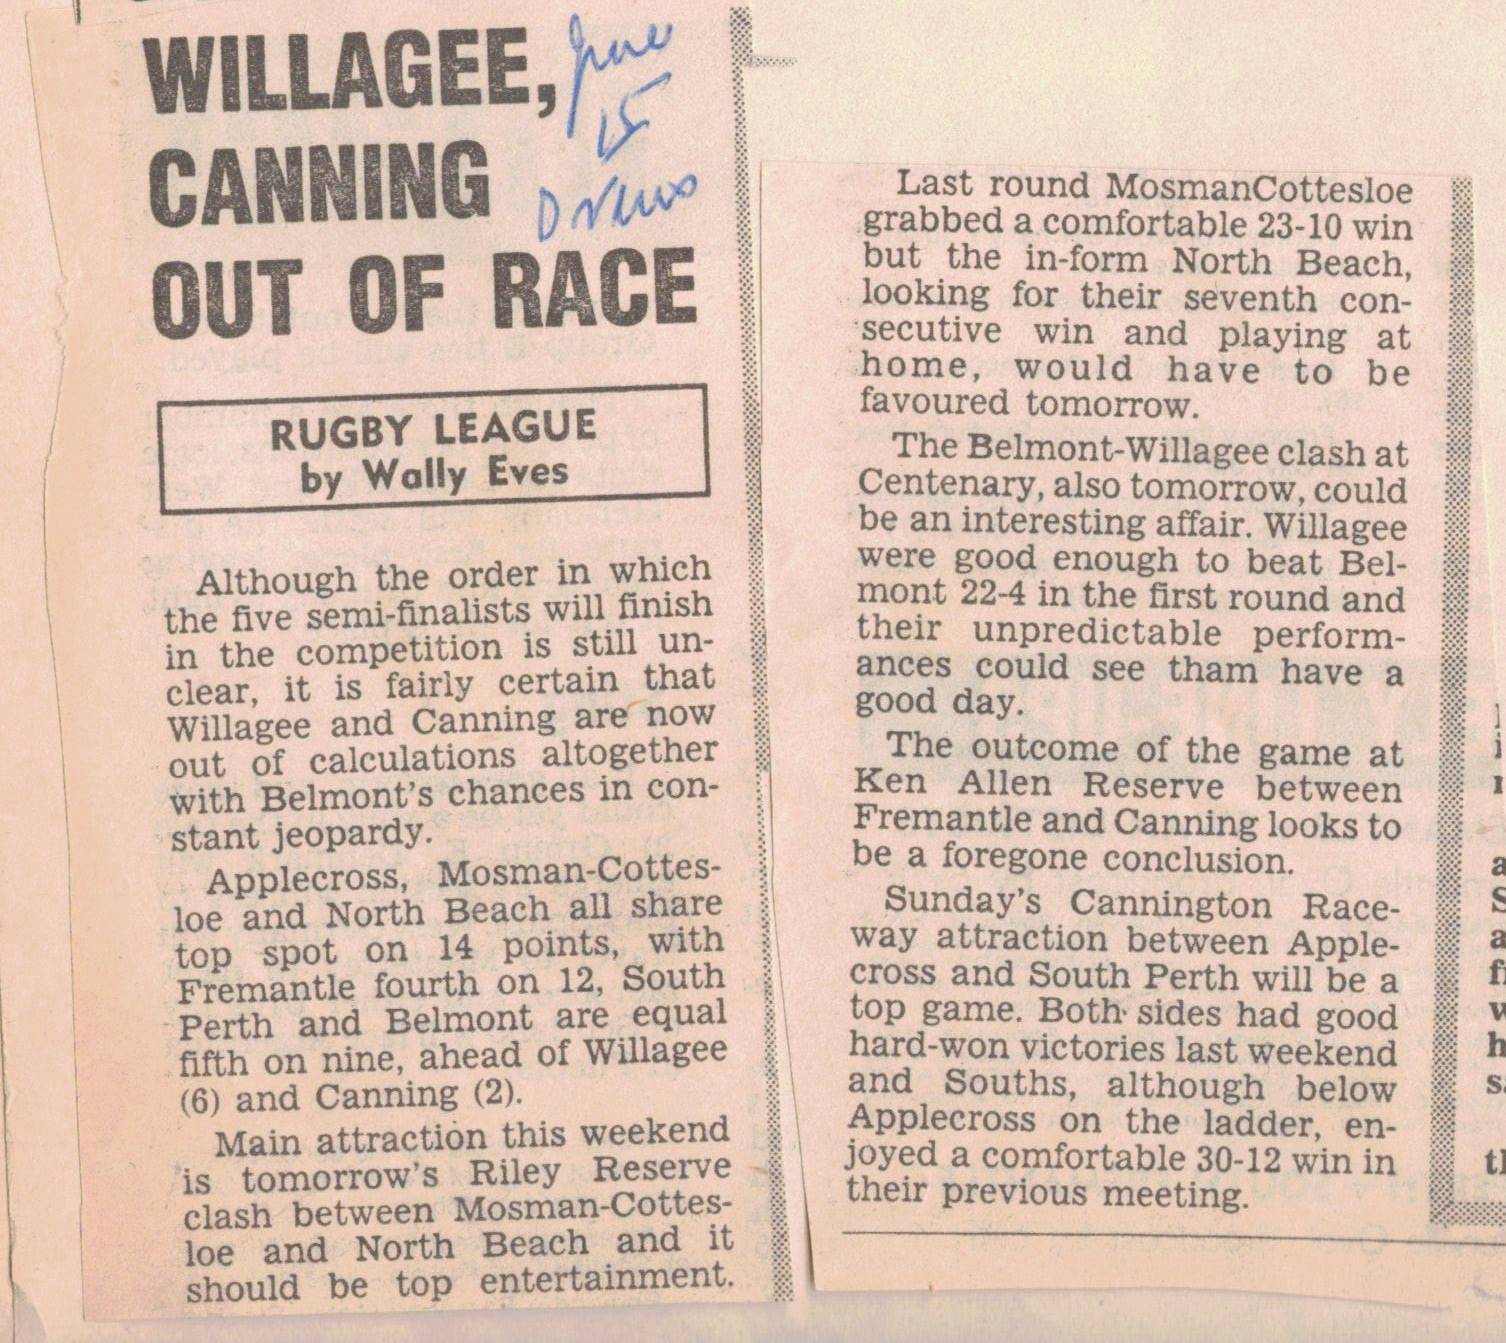 WILLAGEE,
CANNING
OUT OF RACE
June
15
D News
RUGBY LEAGUE
by Wally Eves
Although the order in which
the five semi-finalists will finish
in the competition is still un-
clear, it is fairly certain that
Willagee and Canning are now
out of calculations altogether
with Belmont's chances in con-
stant jeopardy.
Applecross, Mosman-Cottes-
loe and North Beach all share
top spot on 14 points, with
Fremantle fourth on 12, South
Perth and Belmont are equal
fifth on nine, ahead of Willagee
(6) and Canning (2).
Main attraction this weekend
is tomorrow's Riley Reserve
clash between Mosman-Cottes-
loe and North Beach and it
should be top entertainment.
Last round MosmanCottesloe
grabbed a comfortable 23-10 win
but the in-form North Beach,
looking for their seventh con-
secutive win and playing at
home, would have to be
favoured tomorrow.
The Belmont-Willagee clash at
Centenary, also tomorrow, could
be an interesting affair. Willagee
were good enough to beat Bel-
mont 22-4 in the first round and
their unpredictable perform-
ances could see tham have a
good day.
The outcome of the game at
Ken Allen Reserve between
Fremantle and Canning looks to
be a foregone conclusion.
Sunday's Cannington Race-
way attraction between Apple-
cross and South Perth will be a
top game. Both sides had good
hard-won victories last weekend
and Souths, although below
Applecross on the ladder, en-
joyed a comfortable 30-12 win in
their previous meeting.